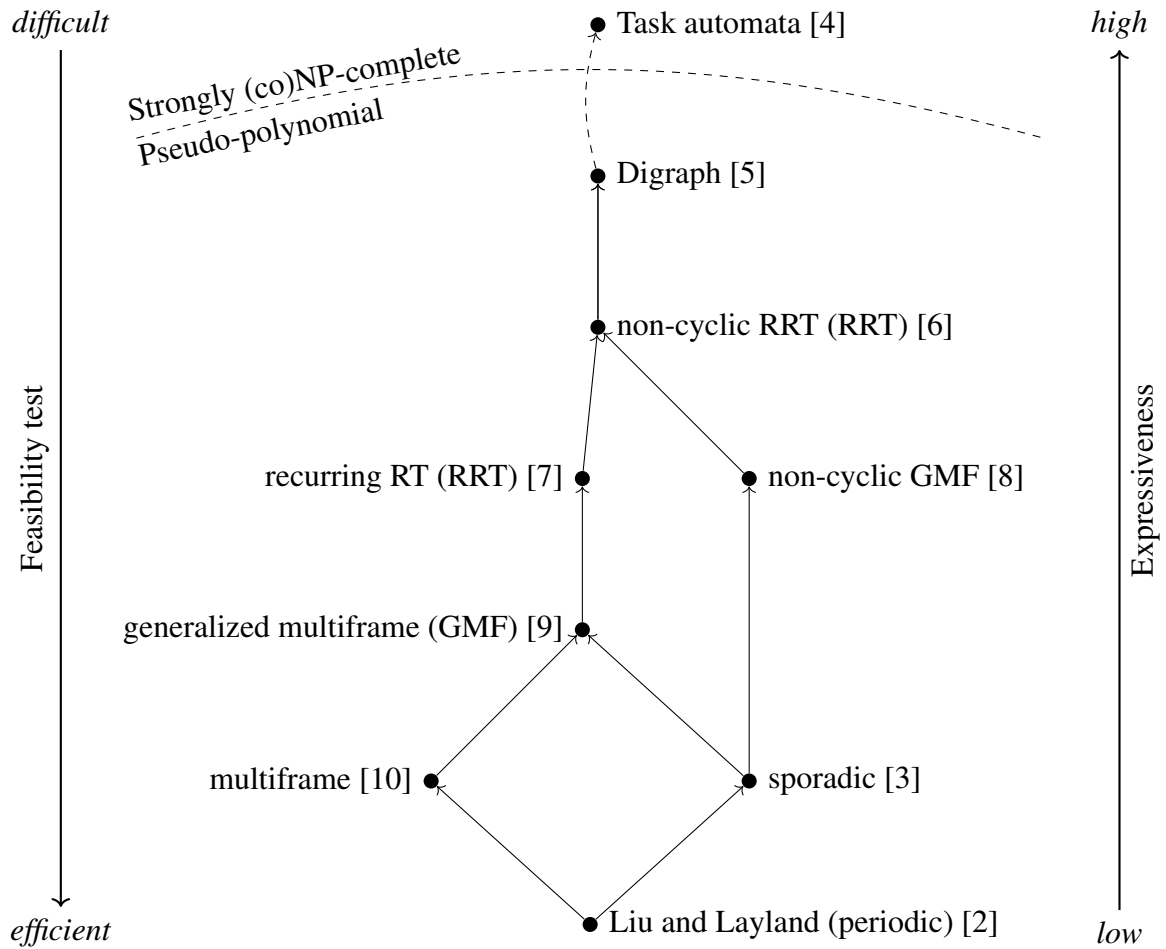 difficult
Task automata [4]
high
Strongly (co)NP-complete
Pseudo-polynomial
Digraph [5]
non-cyclic RRT (RRT) [6]
Feasibility test
Expressiveness
recurring RT (RRT) [7]
non-cyclic GMF [8]
generalized multiframe (GMF) [9]
multiframe [10]
sporadic [3]
efficient
Liu and Layland (periodic) [2]
low